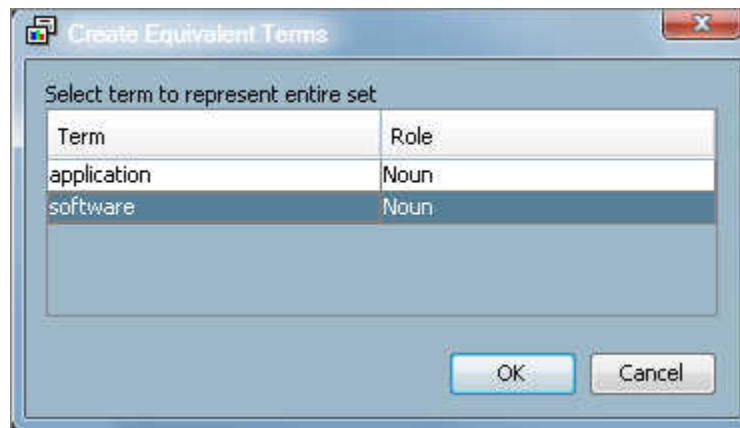 Create Equivalent Terms
Select term to represent entire set
Term Role
application Noun
software Noun
OK Cancel